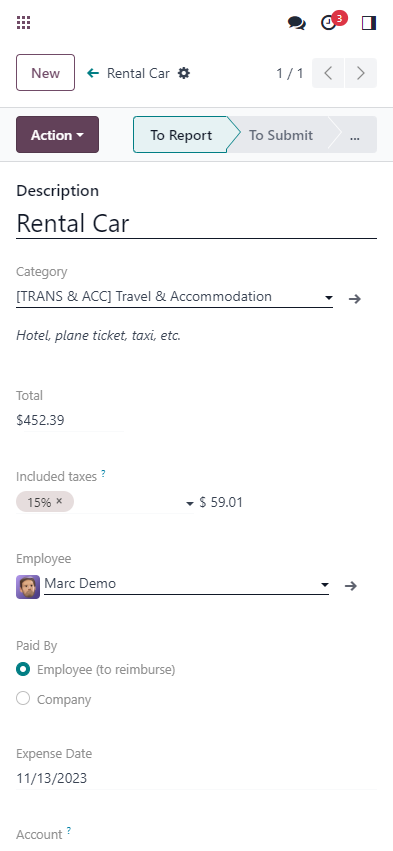 3
New
Rental Car
1 / 1
Action
To Report
To Submit
...
Description
Rental Car
Category
[TRANS & ACC] Travel & Accommodation
Hotel, plane ticket, taxi, etc.
Total
$452.39
Included taxes ?
15% ×
$ 59.01
Employee
Marc Demo
Paid By
Employee (to reimburse)
Company
Expense Date
11/13/2023
Account ?